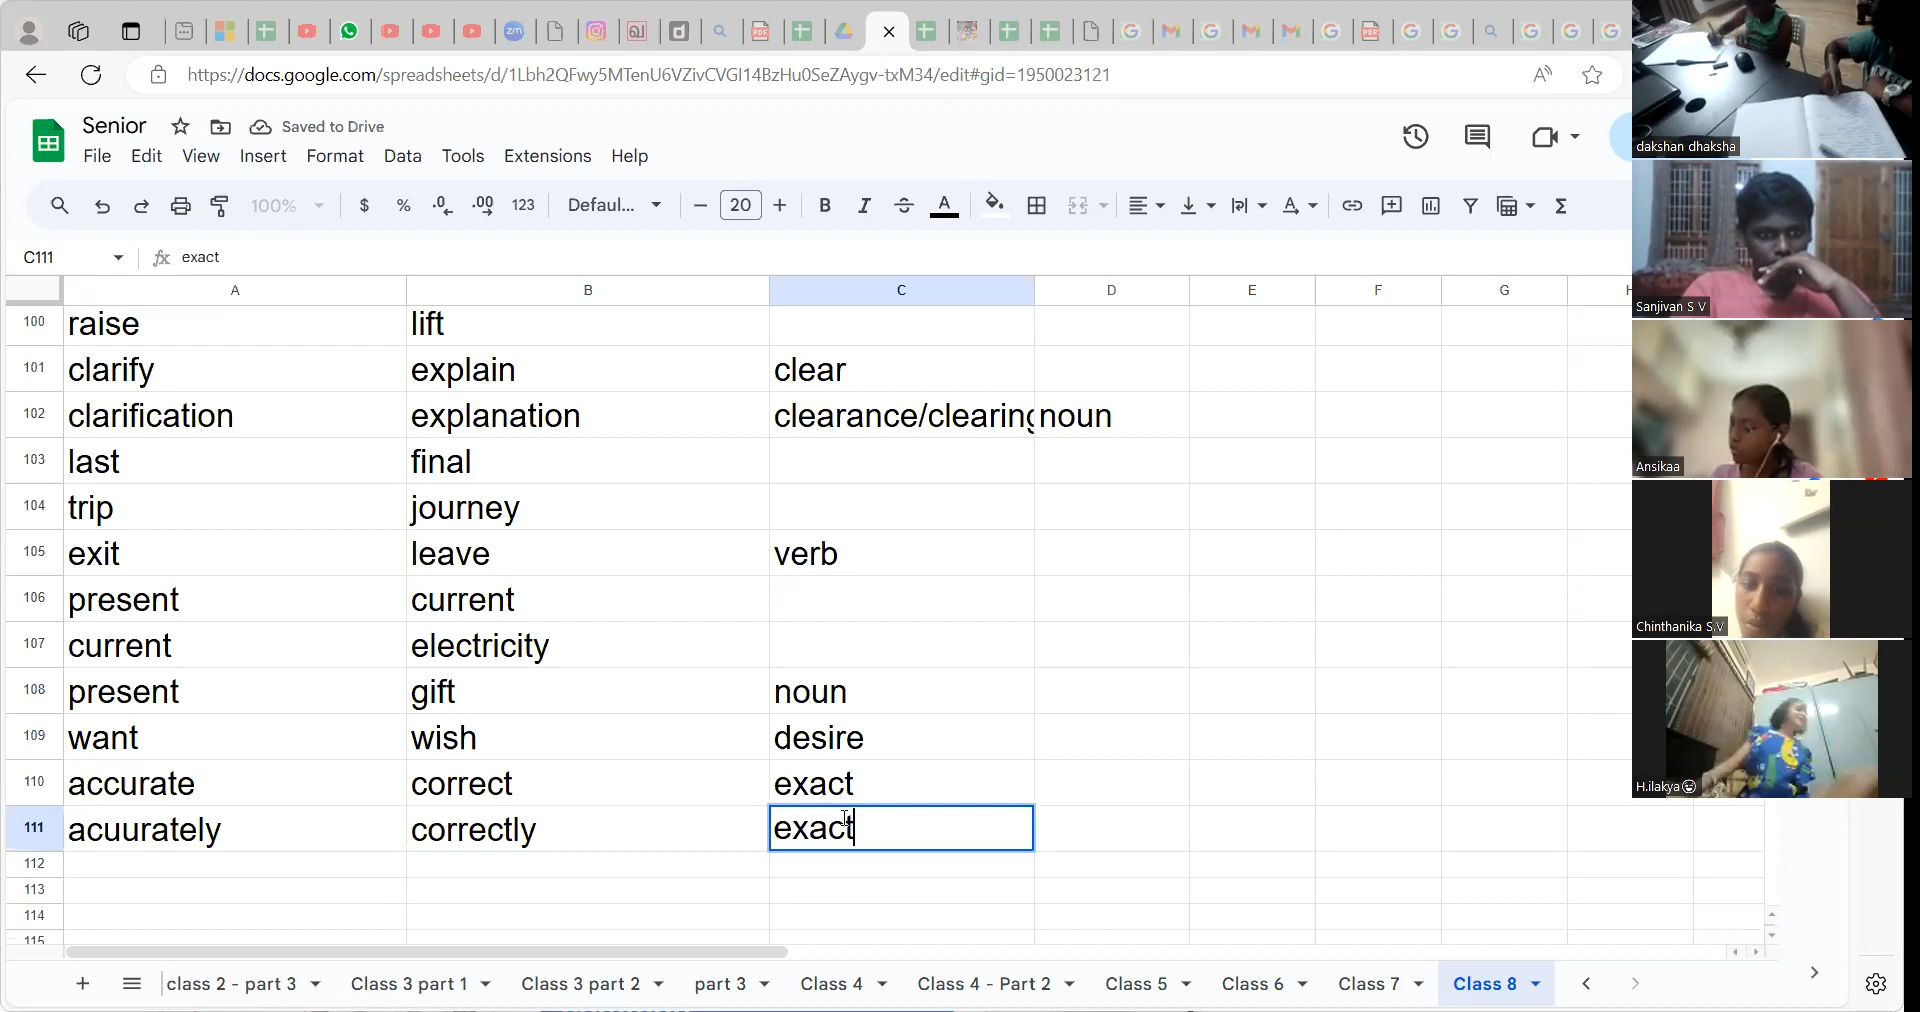 zm
https://docs.google.com/spreadsheets/d/1Lbh2QFwy5MTenU6VZivCVGI14BzHu0SeZAygv-txM34/edit#gid=1950023121
Senior
Saved to Drive
File Edit View Insert Format Data Tools Extensions Help
100% $ % .0 .00 123 Defaul... 20 B I A
C111 fx exact
A B C D E F G H
100 raise lift
101 clarify explain clear
102 clarification explanation clearance/clearing noun
103 last final
104 trip journey
105 exit leave verb
106 present current
107 current electricity
108 present gift noun
109 want wish desire
110 accurate correct exact
111 acuurately correctly exact
112
113
114
115
class 2 - part 3 Class 3 part 1 Class 3 part 2 part 3 Class 4 Class 4 - Part 2 Class 5 Class 6 Class 7 Class 8
dakshan dhaksha
Sanjivan S V
Ansikaa
Chinthanika S.V
H.ilakya